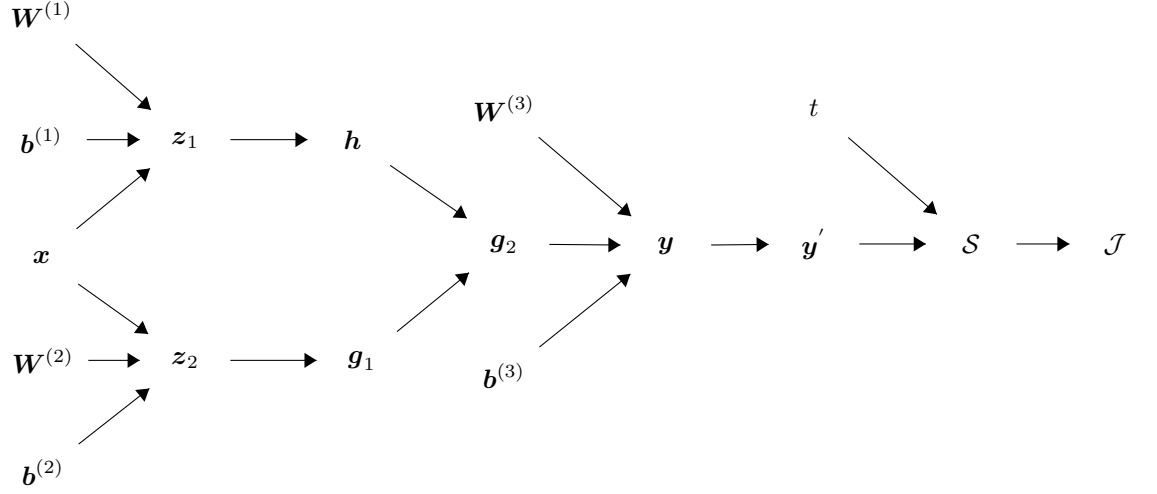 W^{(1)}
W^{(3)}
t
b^{(1)}
z_1
h
x
g_2
y
y^{'}
𝒮
𝒥
W^{(2)}
z_2
g_1
b^{(3)}
b^{(2)}